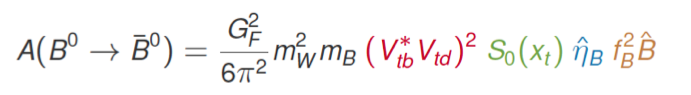 A(B⁰ → B̄⁰) = G_F²/6π² m_W² m_B (V_tb* V_td)² S₀(x_t) η̂_B f_B² B̂